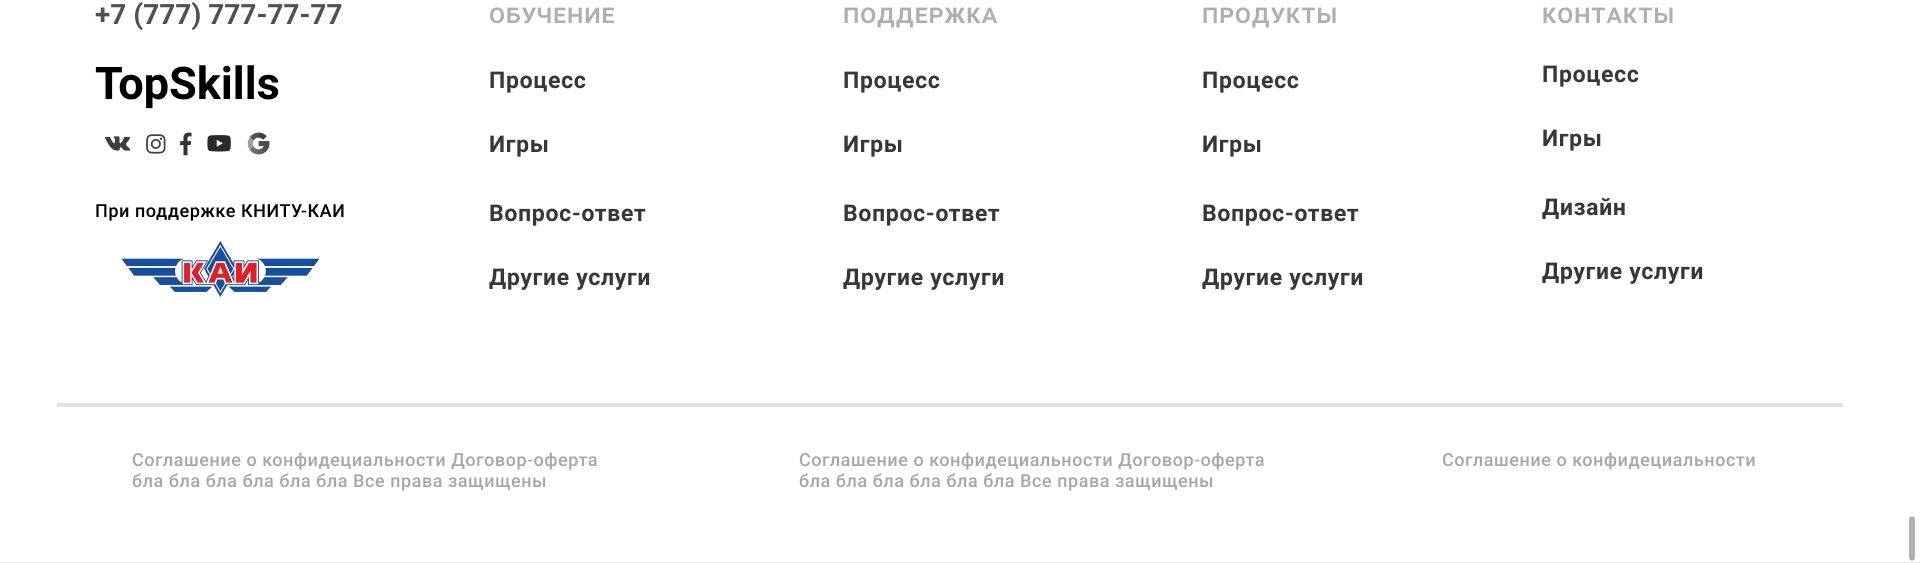 +7 (777) 777-77-77
TopSkills
При поддержке КНИТУ-КАИ
КАИ
ОБУЧЕНИЕ
Процесс
Игры
Вопрос-ответ
Другие услуги
ПОДДЕРЖКА
Процесс
Игры
Вопрос-ответ
Другие услуги
ПРОДУКТЫ
Процесс
Игры
Вопрос-ответ
Другие услуги
КОНТАКТЫ
Процесс
Игры
Дизайн
Другие услуги
Соглашение о конфидециальности Договор-оферта
бла бла бла бла бла бла Все права защищены
Соглашение о конфидециальности Договор-оферта
бла бла бла бла бла бла Все права защищены
Соглашение о конфидециальности